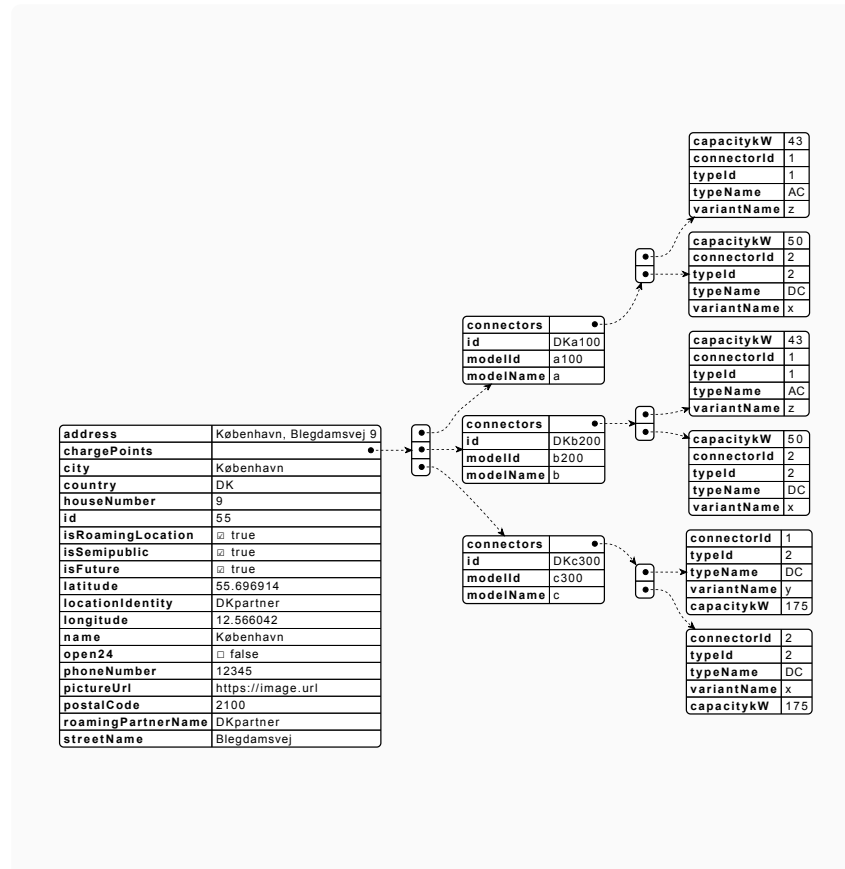 address København, Blegdamsvej 9
chargePoints
city København
country DK
houseNumber 9
id 55
isRoamingLocation ☑ true
isSemipublic ☑ true
isFuture ☑ true
latitude 55.696914
locationIdentity DKpartner
longitude 12.566042
name København
open24 ☐ false
phoneNumber 12345
pictureUrl https://image.url
postalCode 2100
roamingPartnerName DKpartner
streetName Blegdamsvej
connectors
id DKa100
modelId a100
modelName a
connectors
id DKb200
modelId b200
modelName b
connectors
id DKc300
modelId c300
modelName c
capacitykW 43
connectorId 1
typeId 1
typeName AC
variantName z
capacitykW 50
connectorId 2
typeId 2
typeName DC
variantName x
capacitykW 43
connectorId 1
typeId 1
typeName AC
variantName z
capacitykW 50
connectorId 2
typeId 2
typeName DC
variantName x
connectorId 1
typeId 2
typeName DC
variantName y
capacitykW 175
connectorId 2
typeId 2
typeName DC
variantName x
capacitykW 175